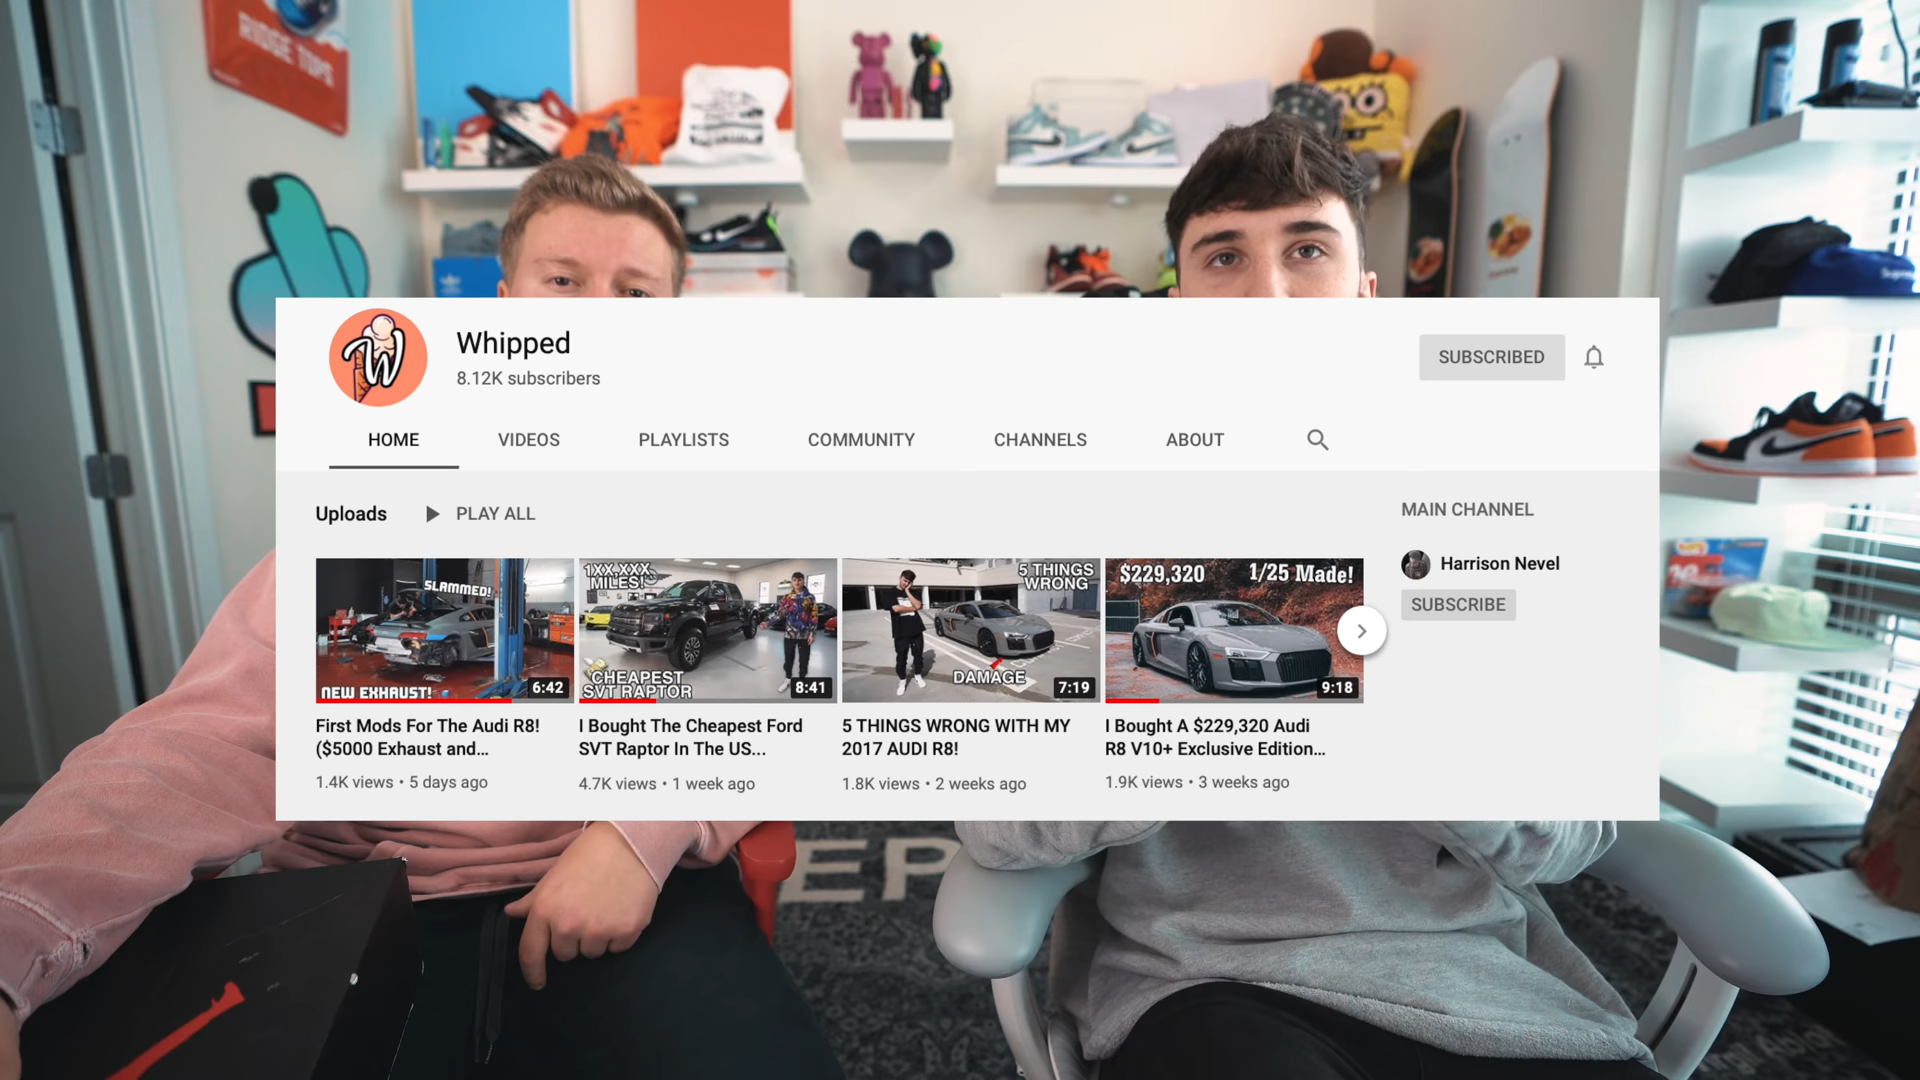 RIDGE TOPS
Whipped
8.12K subscribers
SUBSCRIBED
HOME
VIDEOS
PLAYLISTS
COMMUNITY
CHANNELS
ABOUT
Uploads
PLAY ALL
MAIN CHANNEL
Harrison Nevel
SUBSCRIBE
SLAMMED!
NEW EXHAUST!
6:42
First Mods For The Audi R8!
($5000 Exhaust and...
1.4K views • 5 days ago
1XX,XXX
MILES!
CHEAPEST
SVT RAPTOR
8:41
I Bought The Cheapest Ford
SVT Raptor In The US...
4.7K views • 1 week ago
5 THINGS
WRONG
DAMAGE
7:19
5 THINGS WRONG WITH MY
2017 AUDI R8!
1.8K views • 2 weeks ago
$229,320
1/25 Made!
9:18
I Bought A $229,320 Audi
R8 V10+ Exclusive Edition...
1.9K views • 3 weeks ago
EP